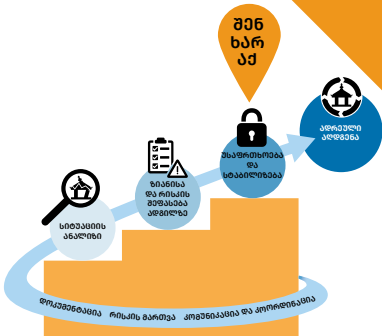 შენ
ხარ
აქ
ადრეული
აღდგენა
უსაფრთხოება
და
სტაბილიზება
ზიანისა
და რისკის
შეფასება
ადგილზე
სიტუაციის
ანალიზი
დოკუმენტაცია რისკის მართვა კომუნიკაცია და კოორდინაცია